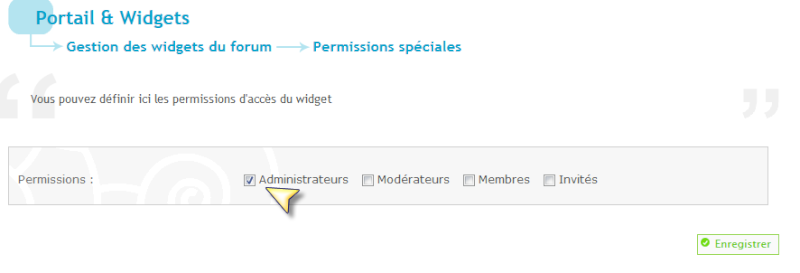 Portail & Widgets
Gestion des widgets du forum Permissions spéciales
Vous pouvez définir ici les permissions d'accès du widget
Permissions : Administrateurs Modérateurs Membres Invités
Enregistrer